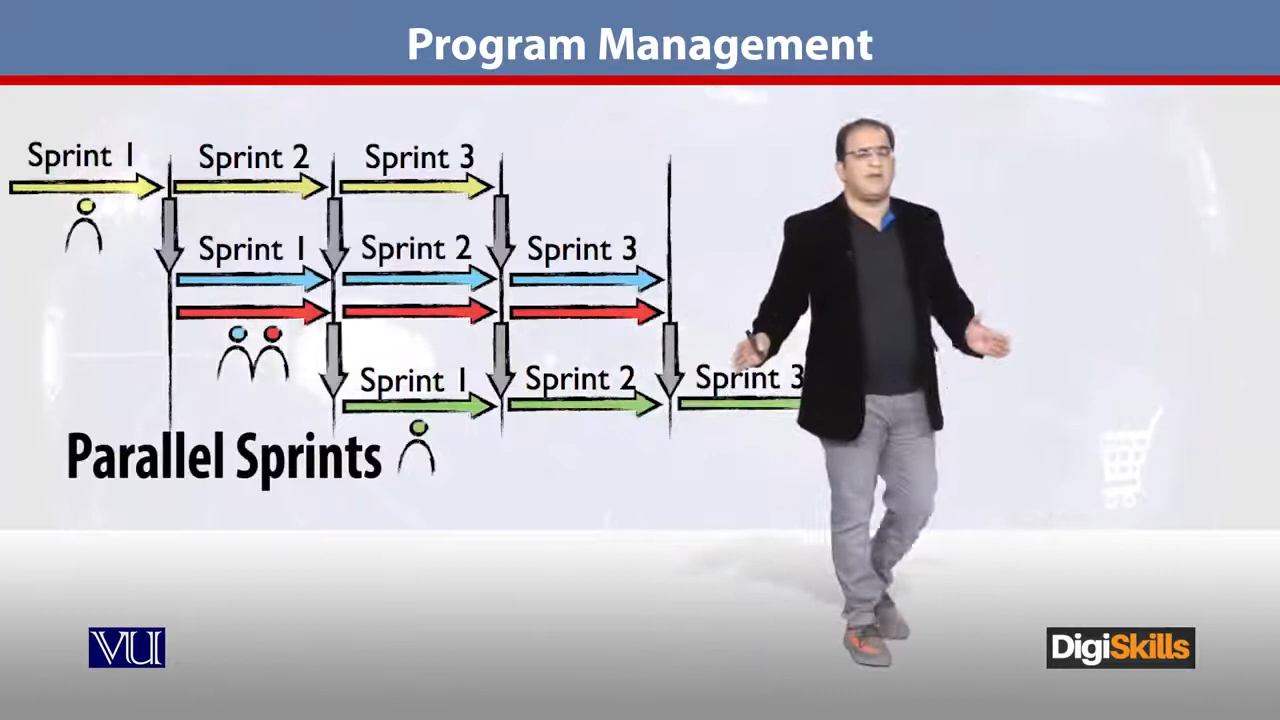 Program Management
Sprint 1 Sprint 2 Sprint 3
Sprint 1 Sprint 2 Sprint 3
Sprint 1 Sprint 2 Sprint 3
Parallel Sprints
VU
DigiSkills